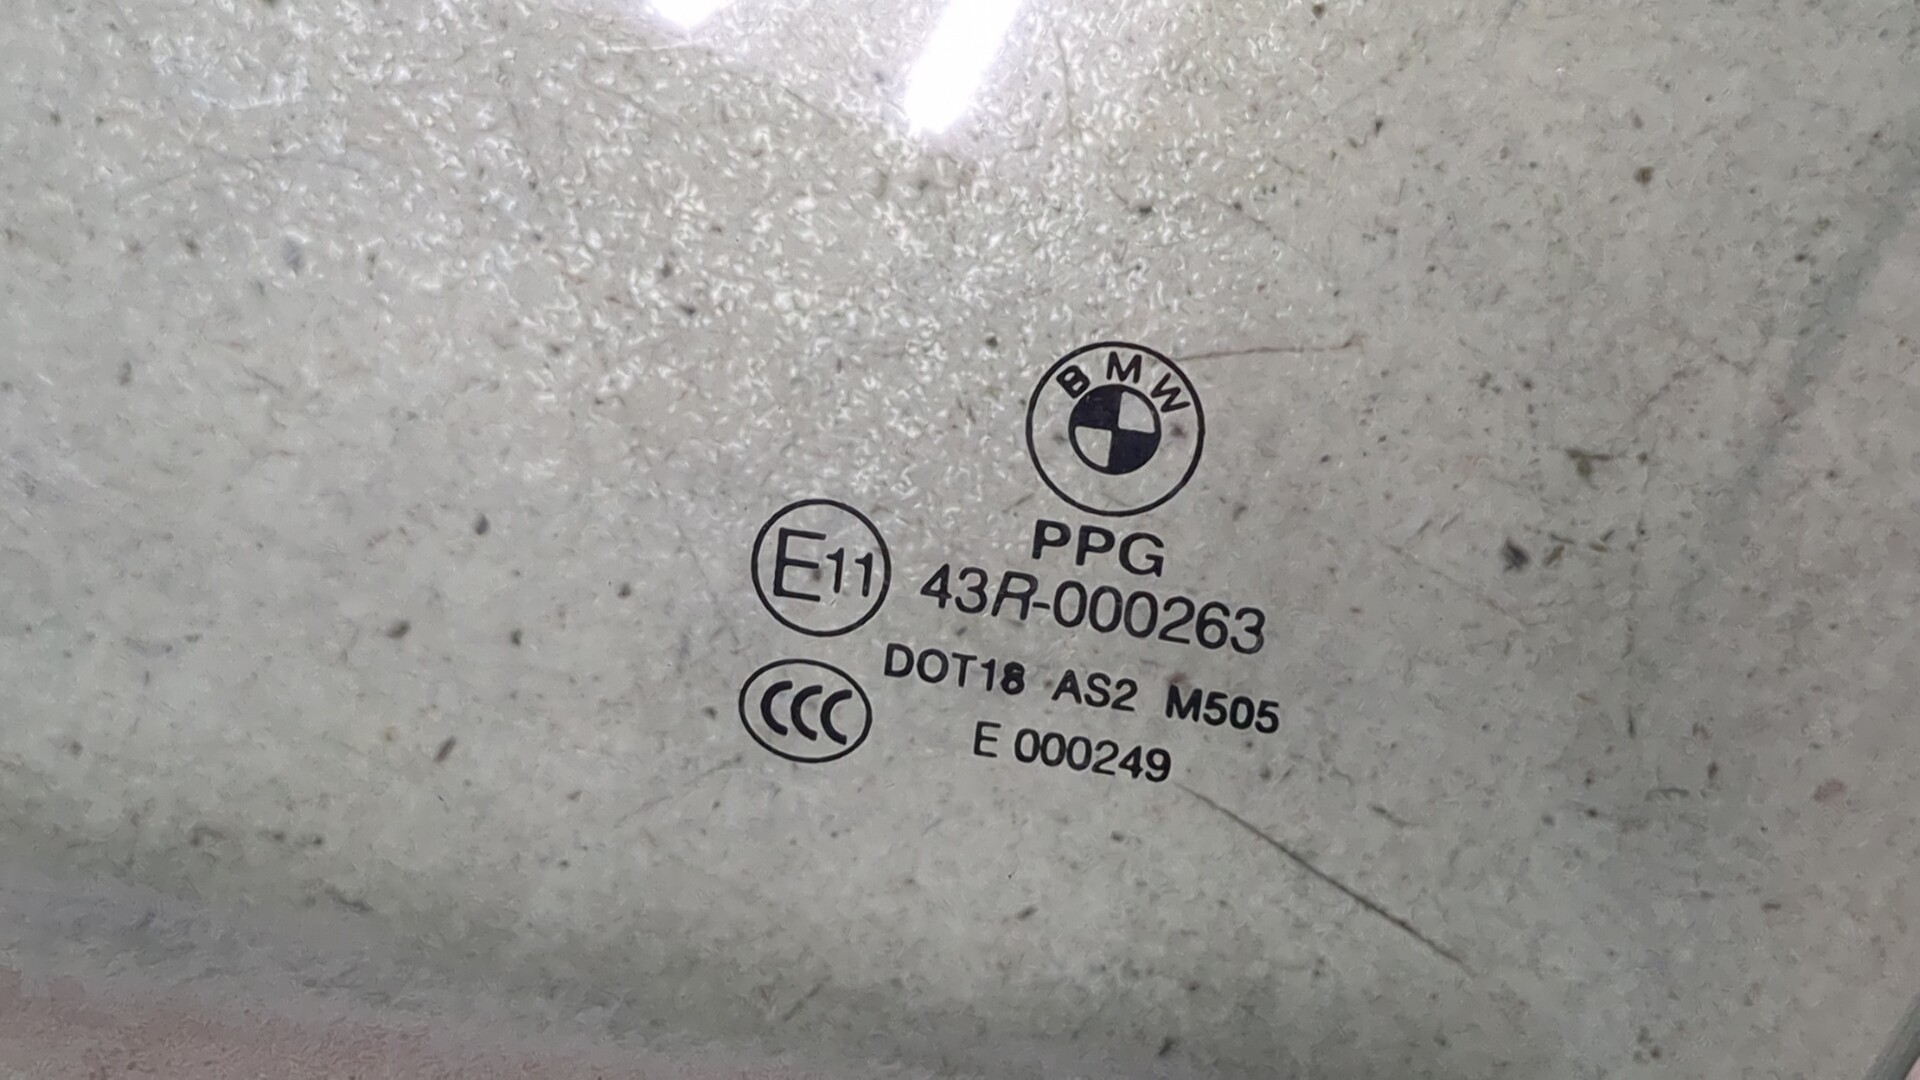 BMW
PPG
E11 43R-000263
DOT18 AS2 M505
CCC E 000249